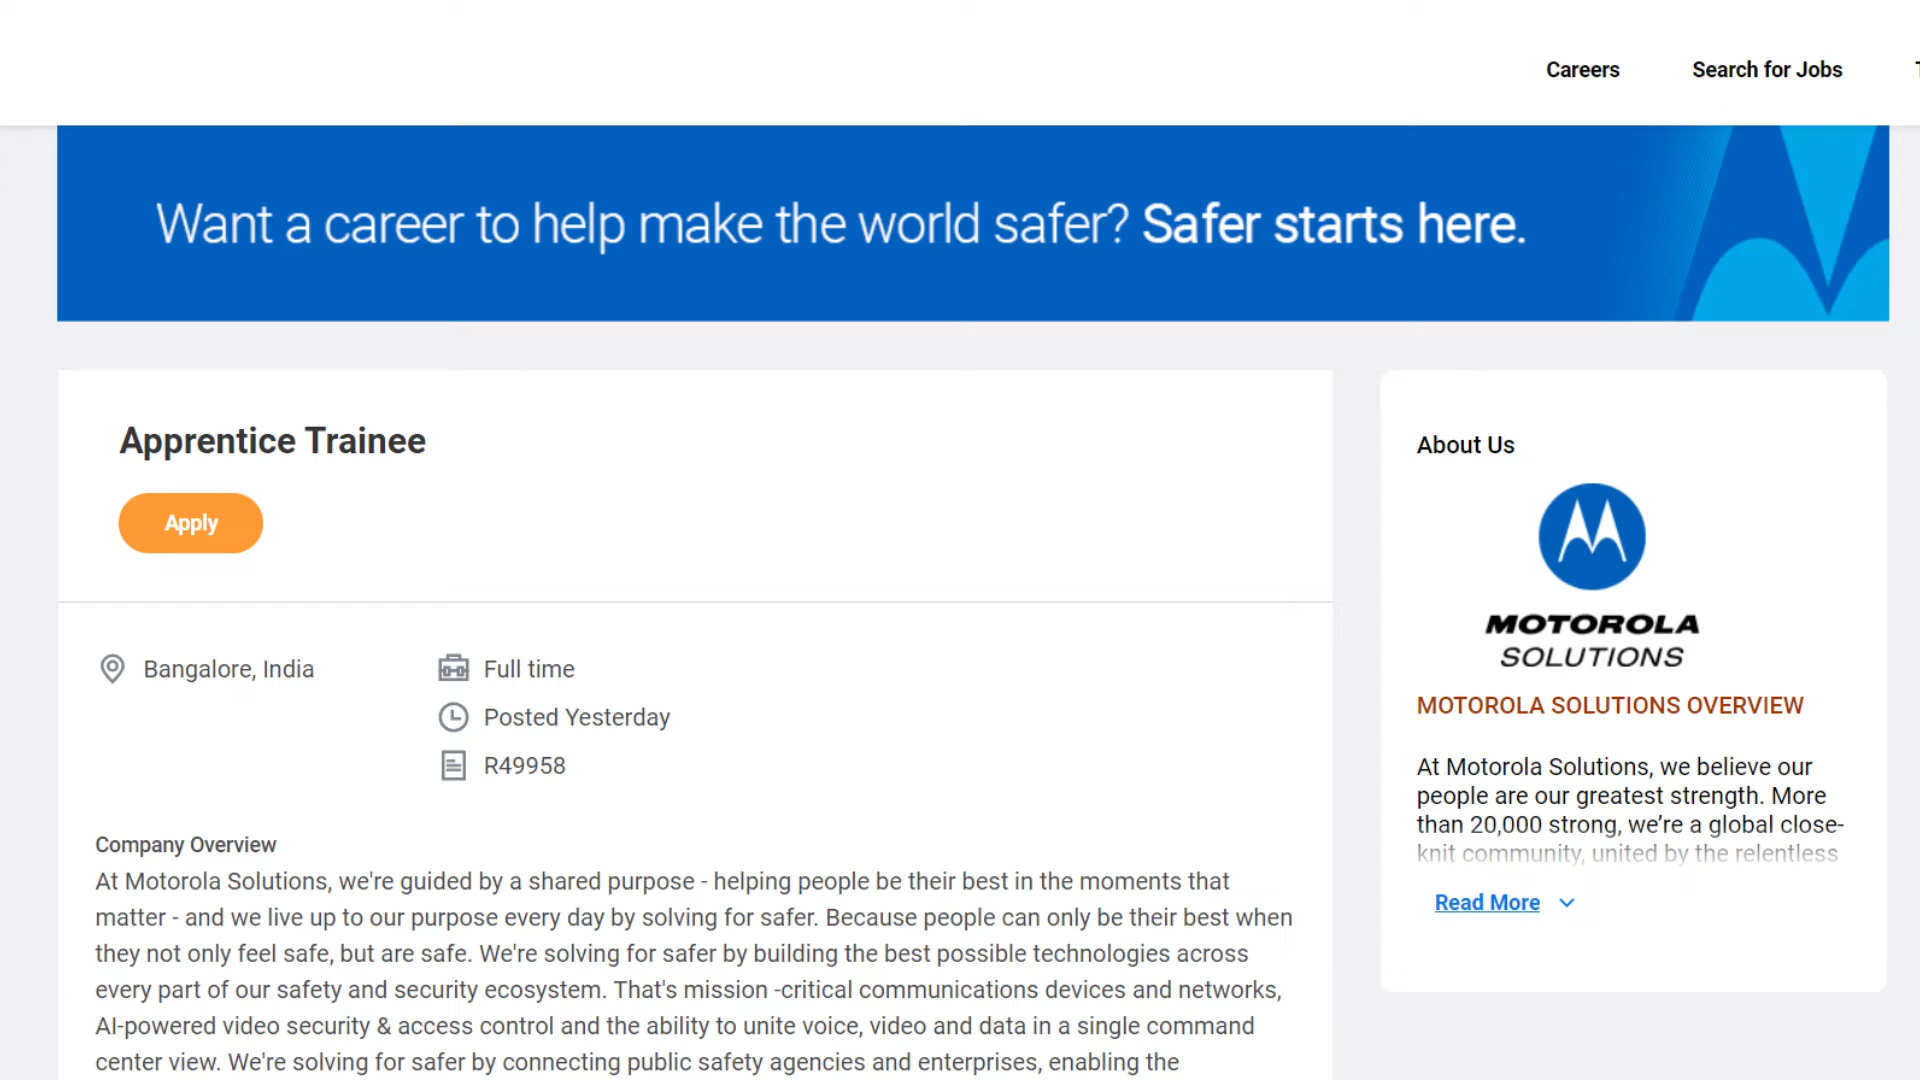 Careers
Search for Jobs
Want a career to help make the world safer? Safer starts here.
Apprentice Trainee
Apply
Bangalore, India
Full time
Posted Yesterday
R49958
Company Overview
At Motorola Solutions, we're guided by a shared purpose - helping people be their best in the moments that
matter - and we live up to our purpose every day by solving for safer. Because people can only be their best when
they not only feel safe, but are safe. We're solving for safer by building the best possible technologies across
every part of our safety and security ecosystem. That's mission -critical communications devices and networks,
AI-powered video security & access control and the ability to unite voice, video and data in a single command
center view. We're solving for safer by connecting public safety agencies and enterprises, enabling the
About Us
MOTOROLA
SOLUTIONS
MOTOROLA SOLUTIONS OVERVIEW
At Motorola Solutions, we believe our
people are our greatest strength. More
than 20,000 strong, we’re a global close-
knit community, united by the relentless
Read More